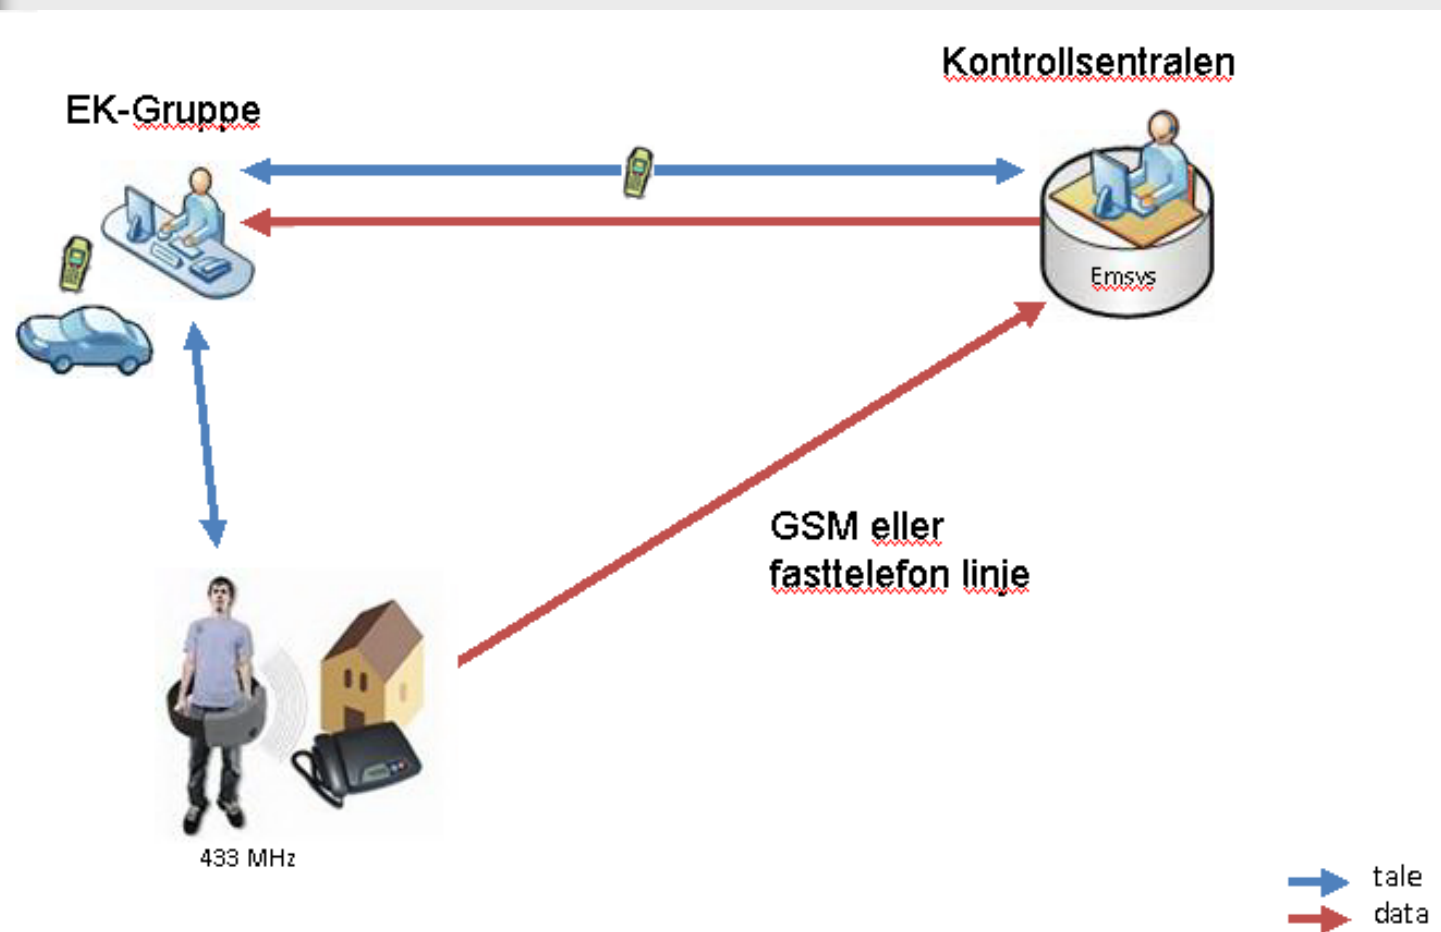 Kontrollsentralen
EK-Gruppe
Emsys
GSM eller
fasttelefon linje
433 MHz
tale
data